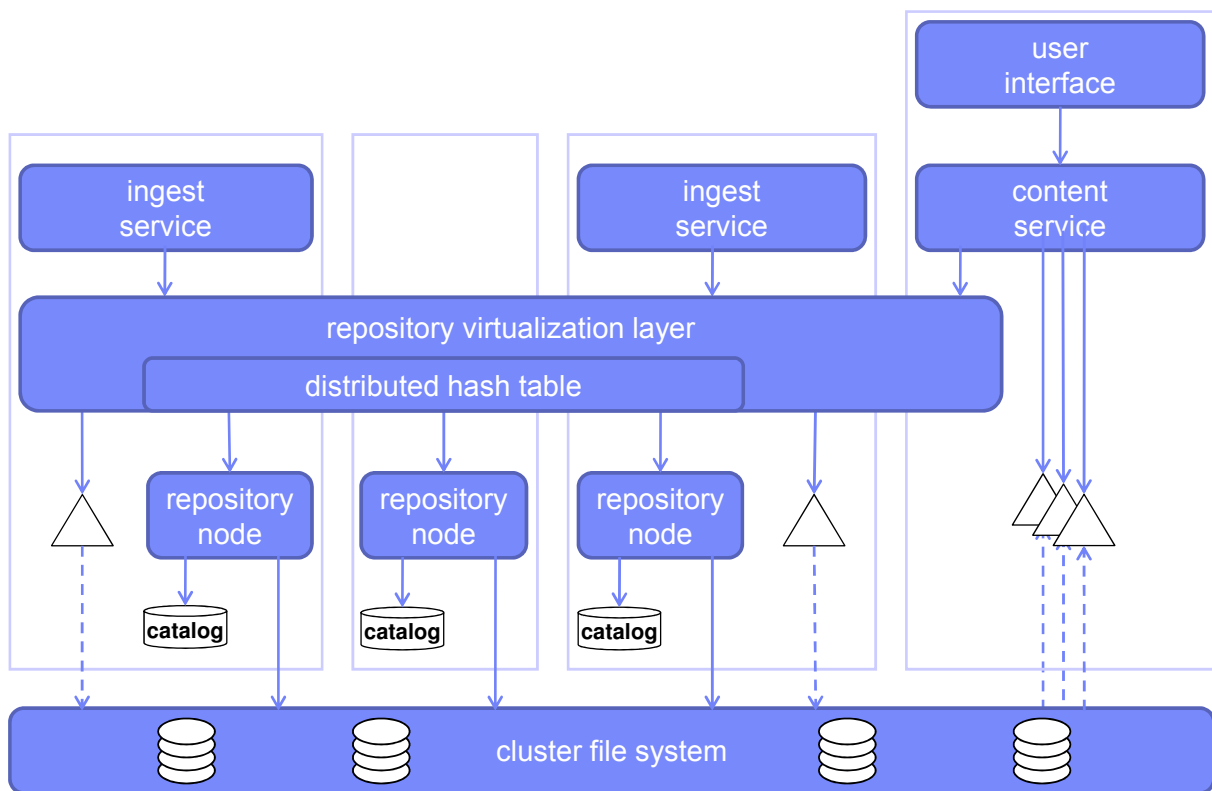 user
interface
ingest
service
ingest
service
content
service
repository virtualization layer
distributed hash table
repository
node
repository
node
repository
node
catalog
catalog
catalog
cluster file system